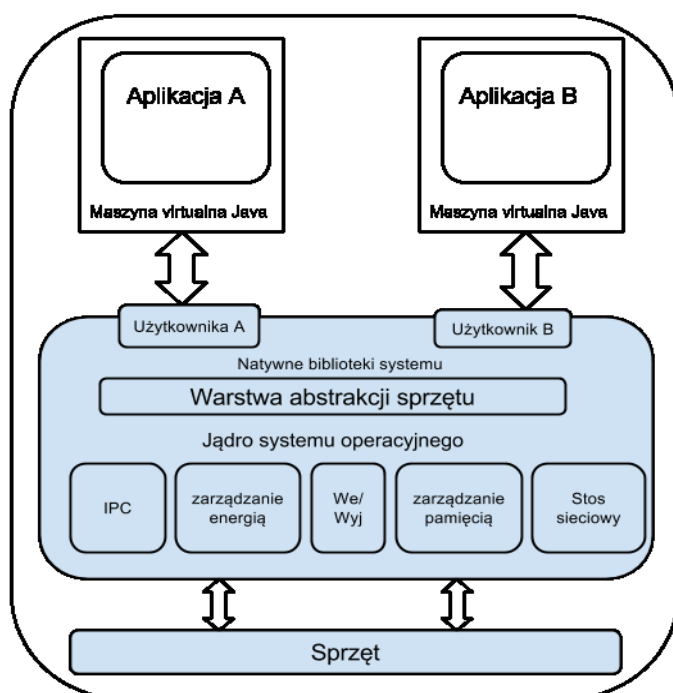 Aplikacja A
Aplikacja B
Maszyna virtualna Java
Maszyna virtualna Java
Użytkownika A
Użytkownik B
Natywne biblioteki systemu
Warstwa abstrakcji sprzętu
Jądro systemu operacyjnego
IPC
zarządzanie
energią
We/
Wyj
zarządzanie
pamięcią
Stos
sieciowy
Sprzęt